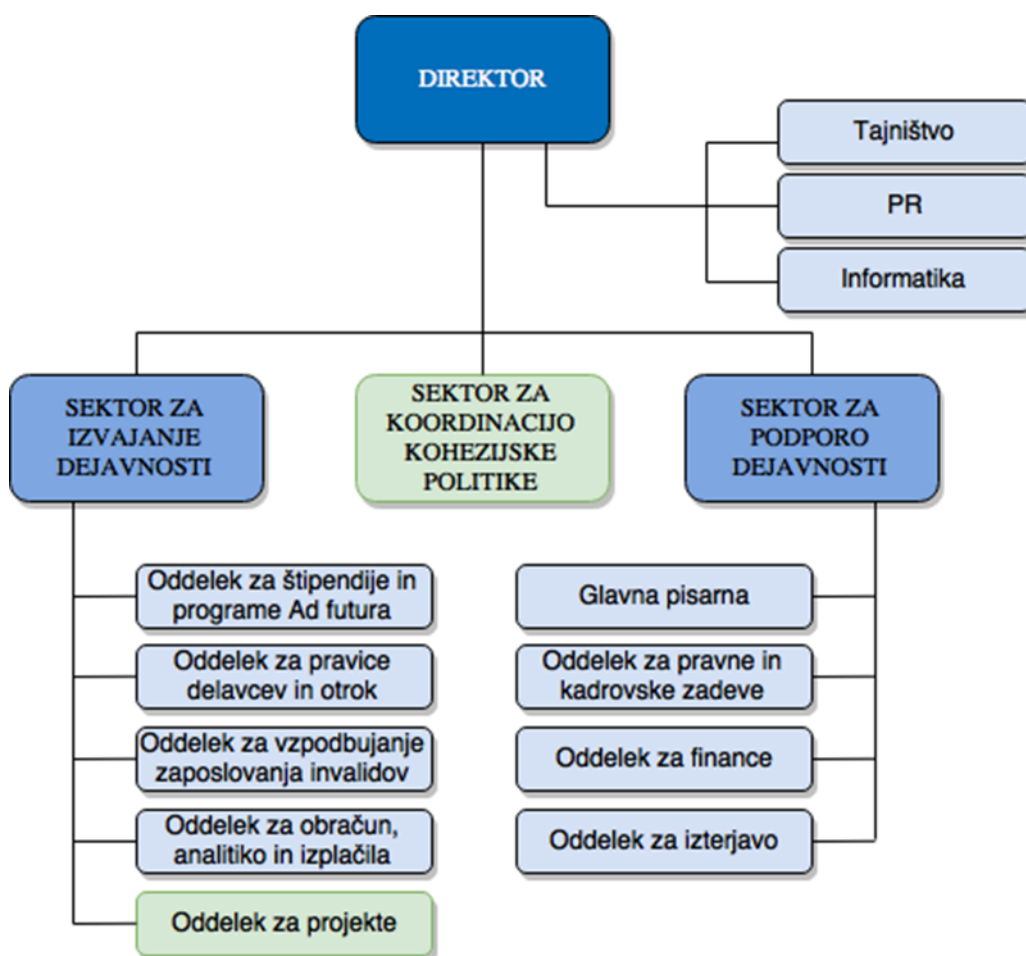 DIREKTOR
Tajništvo
PR
Informatika
SEKTOR ZA
IZVAJANJE
DEJAVNOSTI
SEKTOR ZA
KOORDINACIJO
KOHEZIJSKE
POLITIKE
SEKTOR ZA
PODPORO
DEJAVNOSTI
Oddelek za štipendije in
programe Ad futura
Oddelek za pravice
delavcev in otrok
Oddelek za vzpodbujanje
zaposlovanja invalidov
Oddelek za obračun,
analitiko in izplačila
Oddelek za projekte
Glavna pisarna
Oddelek za pravne in
kadrovske zadeve
Oddelek za finance
Oddelek za izterjavo